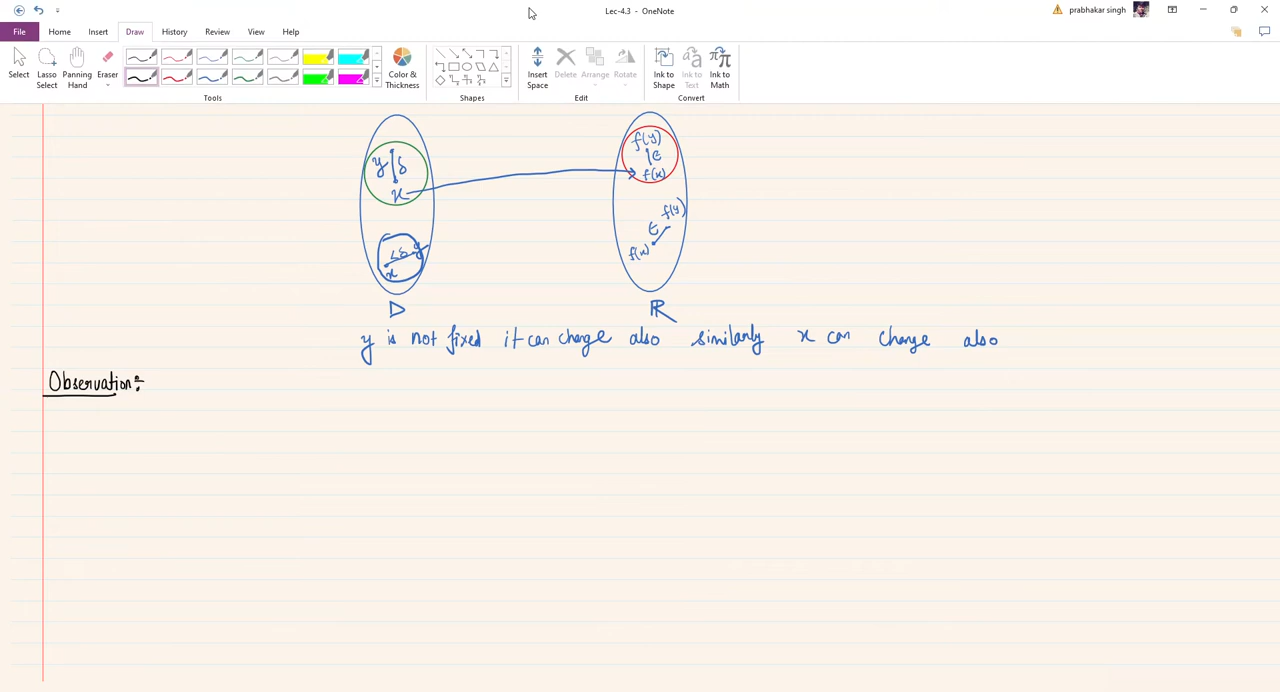 Lec-4.3 - OneNote
prabhakar singh
File Home Insert Draw History Review View Help
Select
Lasso Select
Panning Hand
Eraser
Color & Thickness
Insert Space
Delete
Arrange
Rotate
Ink to Shape
Ink to Text
Ink to Math
Tools
Shapes
Edit
Convert
y δ
x
f(y)
ϵ
f(x)
f(y)
ϵ
f(x)
<δ y
x
D
ℝ
y is not fixed it can change also similarly x can change also
Observation: